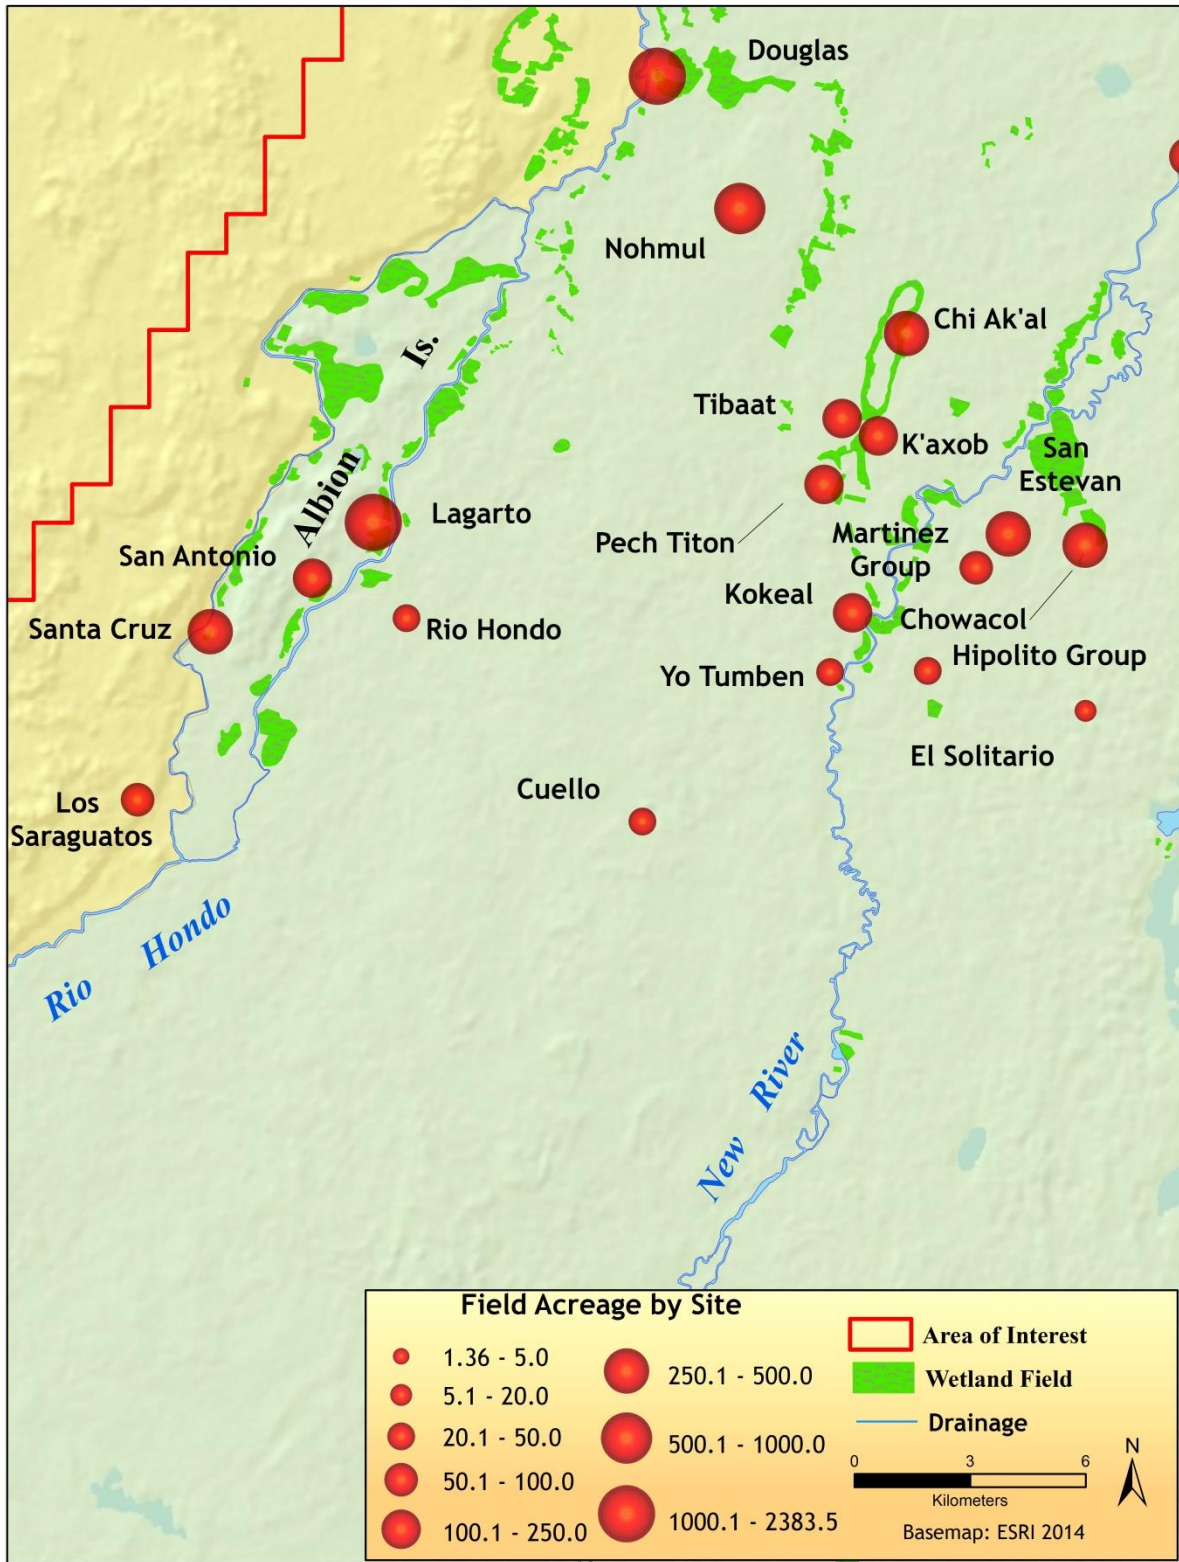 Douglas
Nohmul
Chi Ak'al
Is.
Tibaat
K'axob
San
Estevan
Albion
Lagarto
Pech Titon
Martinez
Group
San Antonio
Kokeal
Chowacol
Santa Cruz
Rio Hondo
Hipolito Group
Yo Tumben
El Solitario
Cuello
Los
Saraguatos
Rio Hondo
New River
Field Acreage by Site
1.36 - 5.0
5.1 - 20.0
20.1 - 50.0
50.1 - 100.0
100.1 - 250.0
250.1 - 500.0
500.1 - 1000.0
1000.1 - 2383.5
Area of Interest
Wetland Field
Drainage
0 3 6
Kilometers
N
Basemap: ESRI 2014